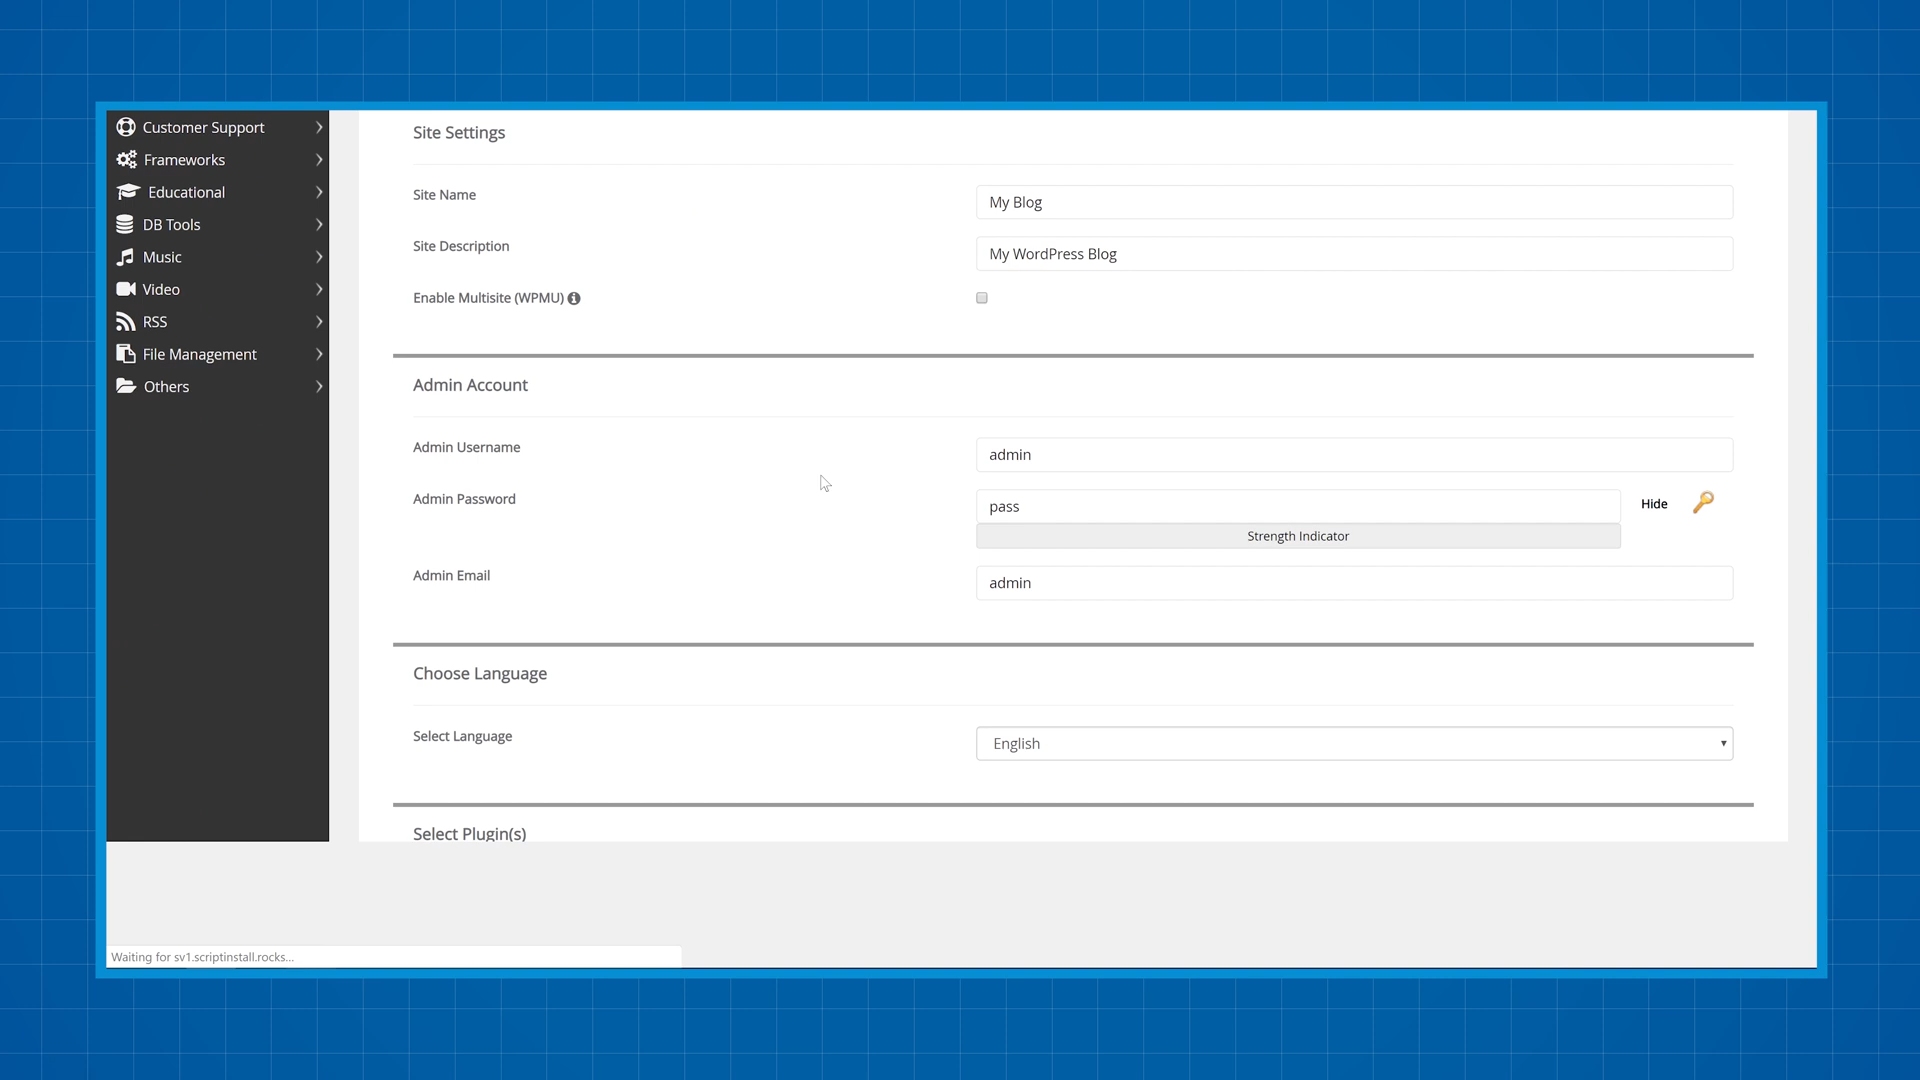 Customer Support
Frameworks
Educational
DB Tools
Music
Video
RSS
File Management
Others
Site Settings
Site Name
My Blog
Site Description
My WordPress Blog
Enable Multisite (WPMU)
Admin Account
Admin Username
admin
Admin Password
pass
Hide
Strength Indicator
Admin Email
admin
Choose Language
Select Language
English
Select Plugin(s)
Waiting for sv1.scriptinstall.rocks...